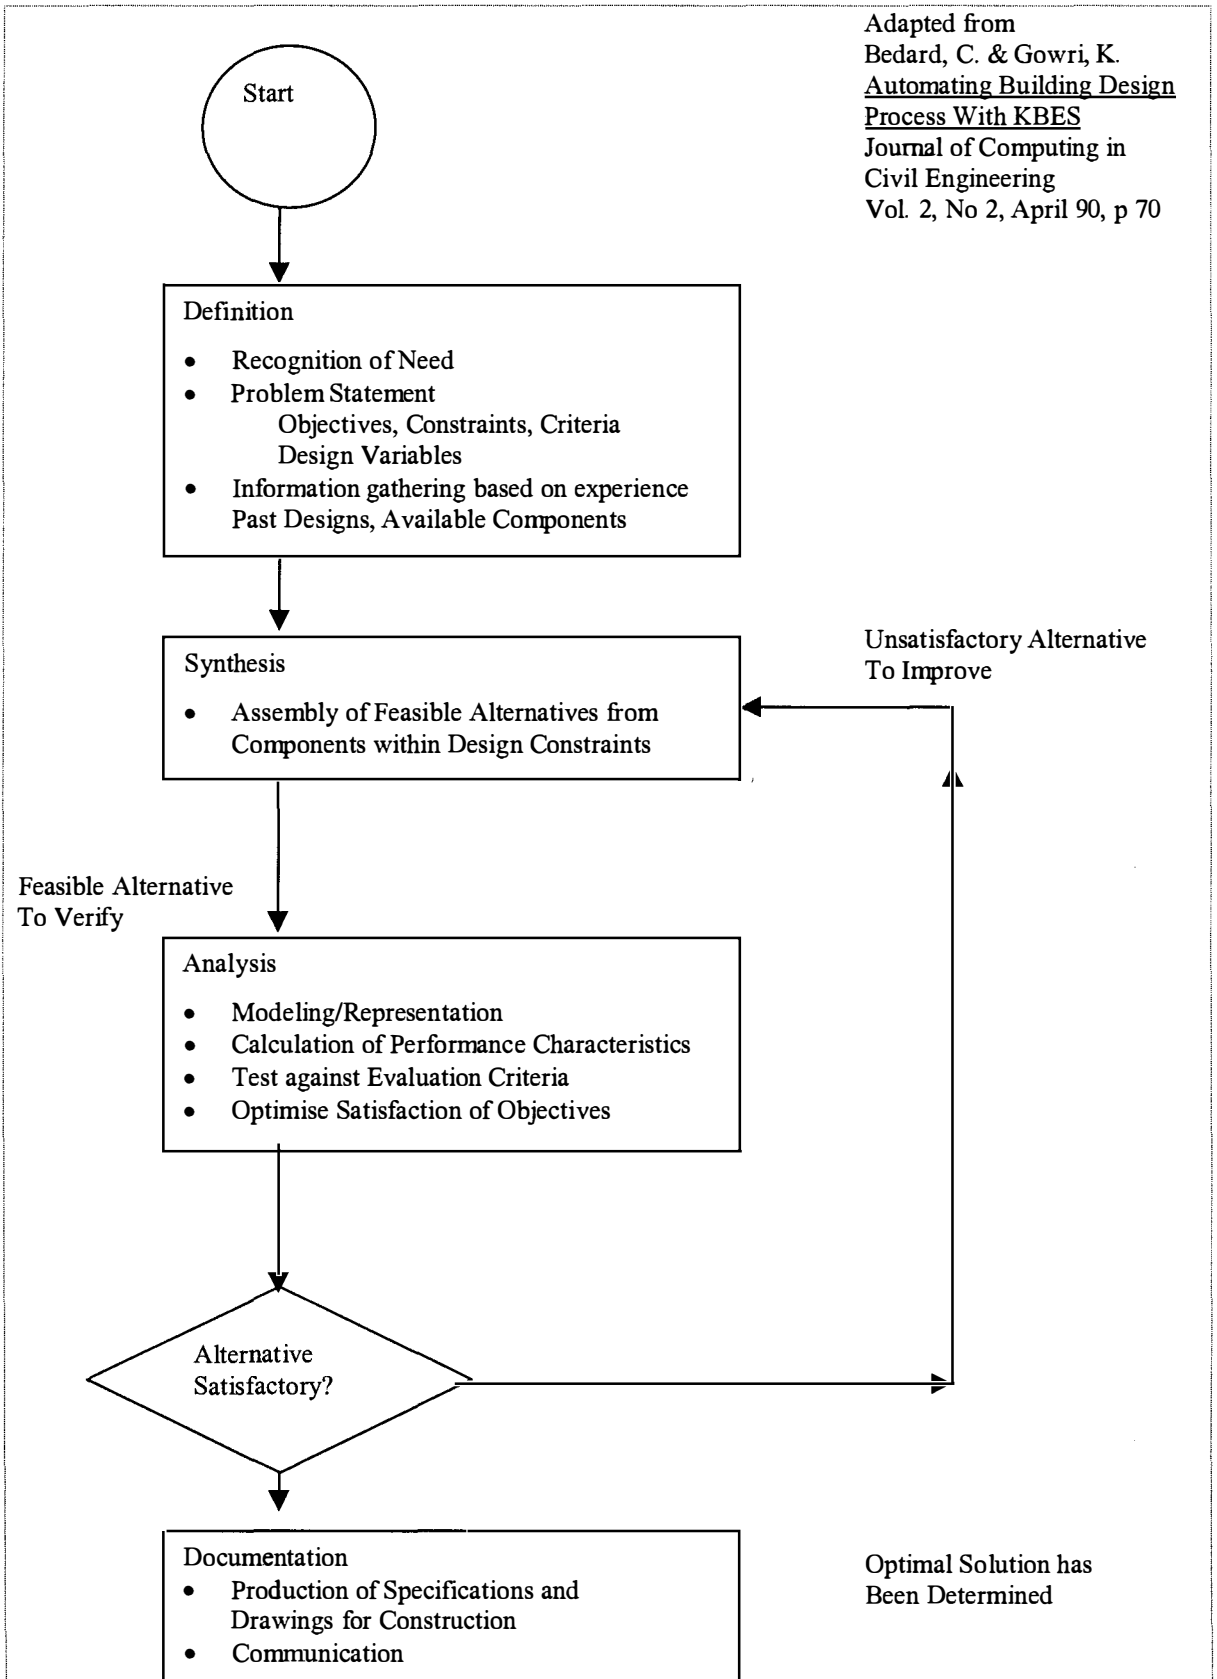 Adapted from
Bedard, C. & Gowri, K.
Automating Building Design
Process With KBES
Journal of Computing in
Civil Engineering
Vol. 2, No 2, April 90, p 70
Start
Definition
• Recognition of Need
• Problem Statement
Objectives, Constraints, Criteria
Design Variables
• Information gathering based on experience
Past Designs, Available Components
Synthesis
• Assembly of Feasible Alternatives from
Components within Design Constraints
Unsatisfactory Alternative
To Improve
Feasible Alternative
To Verify
Analysis
• Modeling/Representation
• Calculation of Performance Characteristics
• Test against Evaluation Criteria
• Optimise Satisfaction of Objectives
Alternative
Satisfactory?
Documentation
• Production of Specifications and
Drawings for Construction
• Communication
Optimal Solution has
Been Determined